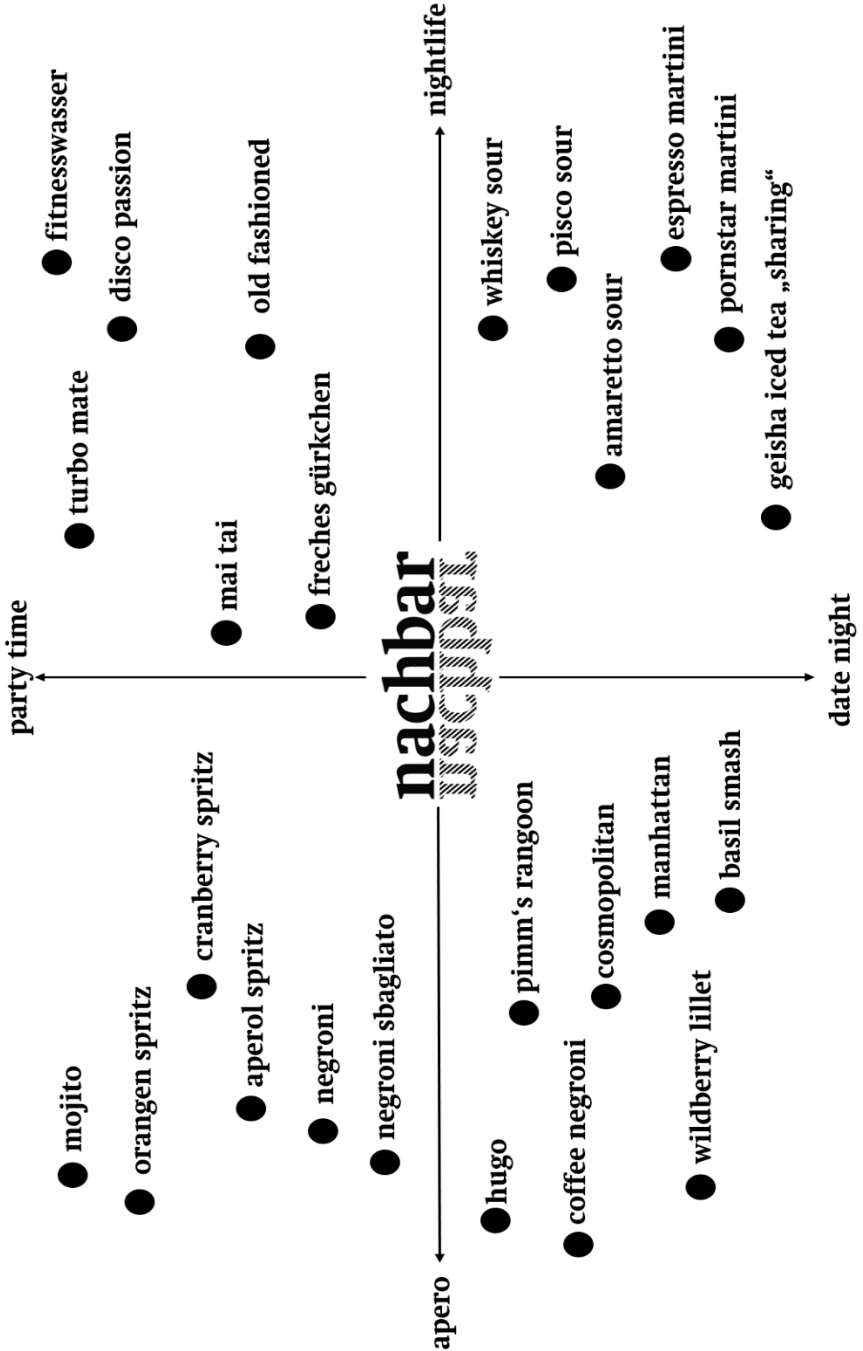 party time
mojito
fitnesswasser
turbo mate
disco passion
orangen spritz
cranberry spritz
mai tai
old fashioned
aperol spritz
freches gürkchen
negroni
negroni sbagliato
apero
nachbar
nightlife
hugo
whiskey sour
pimm‘s rangoon
pisco sour
coffee negroni
cosmopolitan
amaretto sour
manhattan
espresso martini
wildberry lillet
basil smash
pornstar martini
geisha iced tea „sharing“
date night